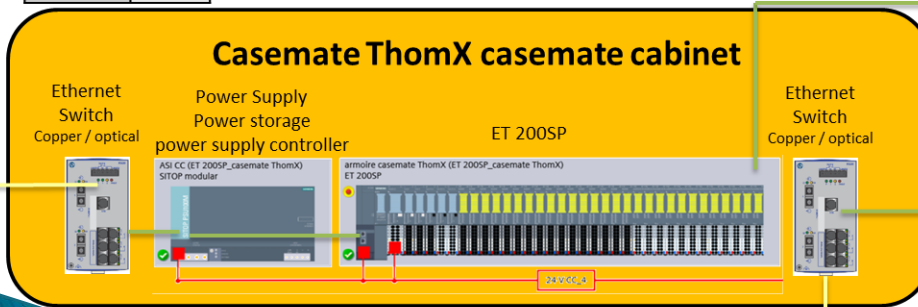 Casemate ThomX casemate cabinet
Ethernet
Switch
Copper / optical
Power Supply
Power storage
power supply controller
ET 200SP
Ethernet
Switch
Copper / optical
ASI CC (ET 200SP_casemate ThomX)
SITOP modular
armoire casemate ThomX (ET 200SP_casemate ThomX)
ET 200SP
24 V CC_4